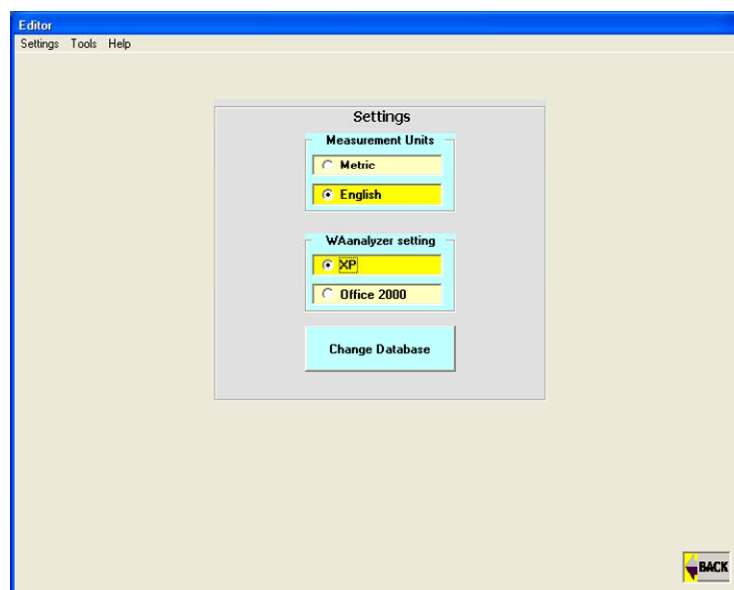 Editor
Settings Tools Help
Settings
Measurement Units
Metric
English
WAanalyzer setting
XP
Office 2000
Change Database
BACK